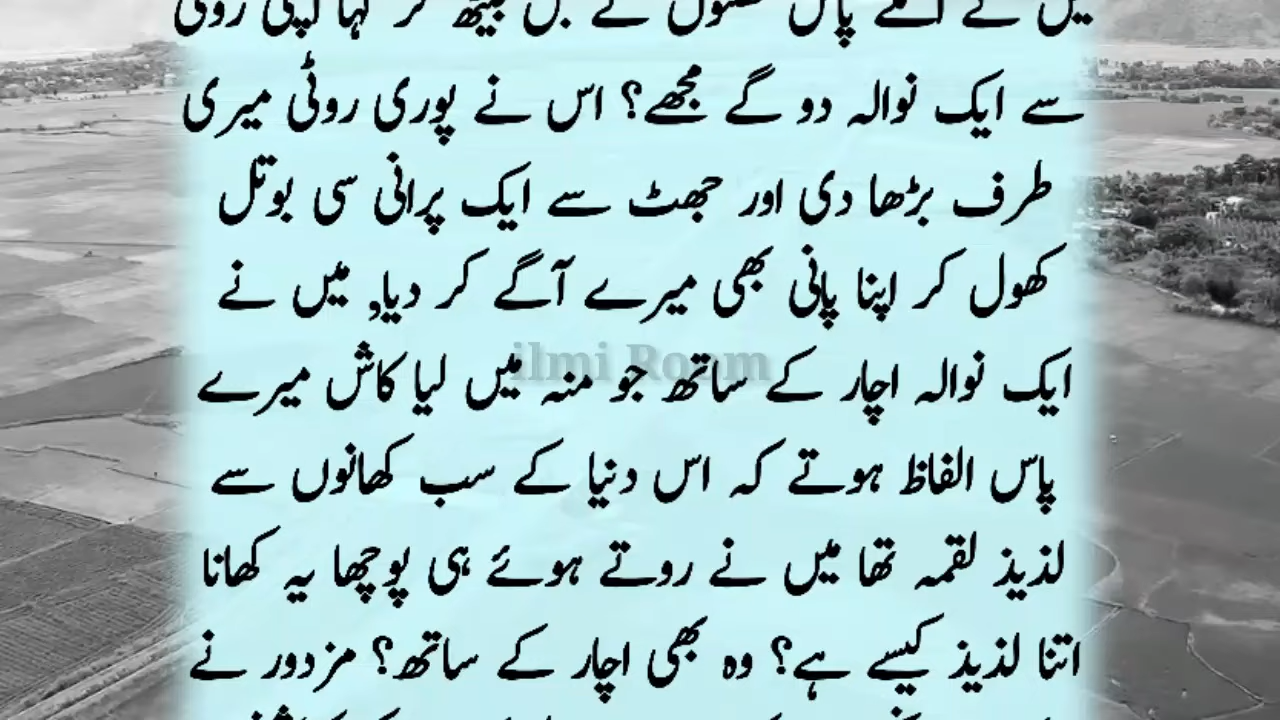 سے ایک نوالہ دو گے مجھے؟ اس نے پوری روٹی میری
طرف بڑھا دی اور جھٹ سے ایک پرانی سی بوتل
کھول کر اپنا پانی بھی میرے آگے کر دیا, میں نے
ilmi Room
ایک نوالہ اچار کے ساتھ جو منہ میں لیا کاش میرے
پاس الفاظ ہوتے کہ اس دنیا کے سب کھانوں سے
لذیذ لقمہ تھا میں نے روتے ہوئے ہی پوچھا یہ کھانا
اتنا لذیذ کیسے ہے؟ وہ بھی اچار کے ساتھ؟ مزدور نے